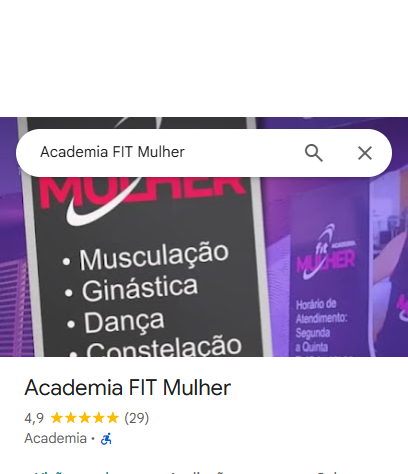 Academia FIT Mulher
MULHER
• Musculação
• Ginástica
• Dança
• Constelação
fit ACADEMIA
MULHER
Horário de
Atendimento:
Segunda
a Quinta
Academia FIT Mulher
4,9 ★★★★★ (29)
Academia ·